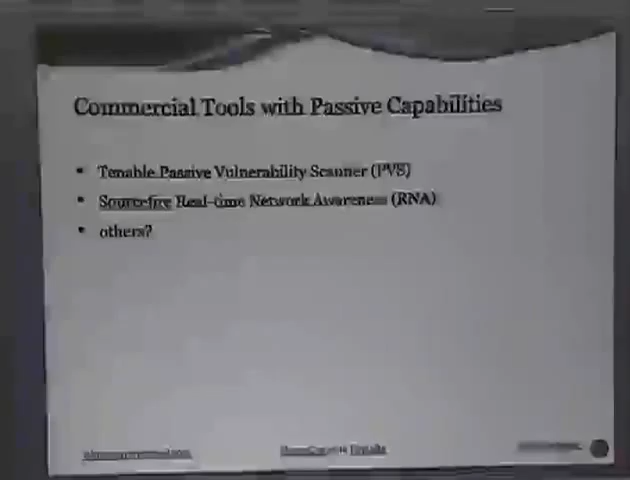 Commercial Tools with Passive Capabilities
• Tenable Passive Vulnerability Scanner (PVS)
• Sourcefire Real-time Network Awareness (RNA)
• others?